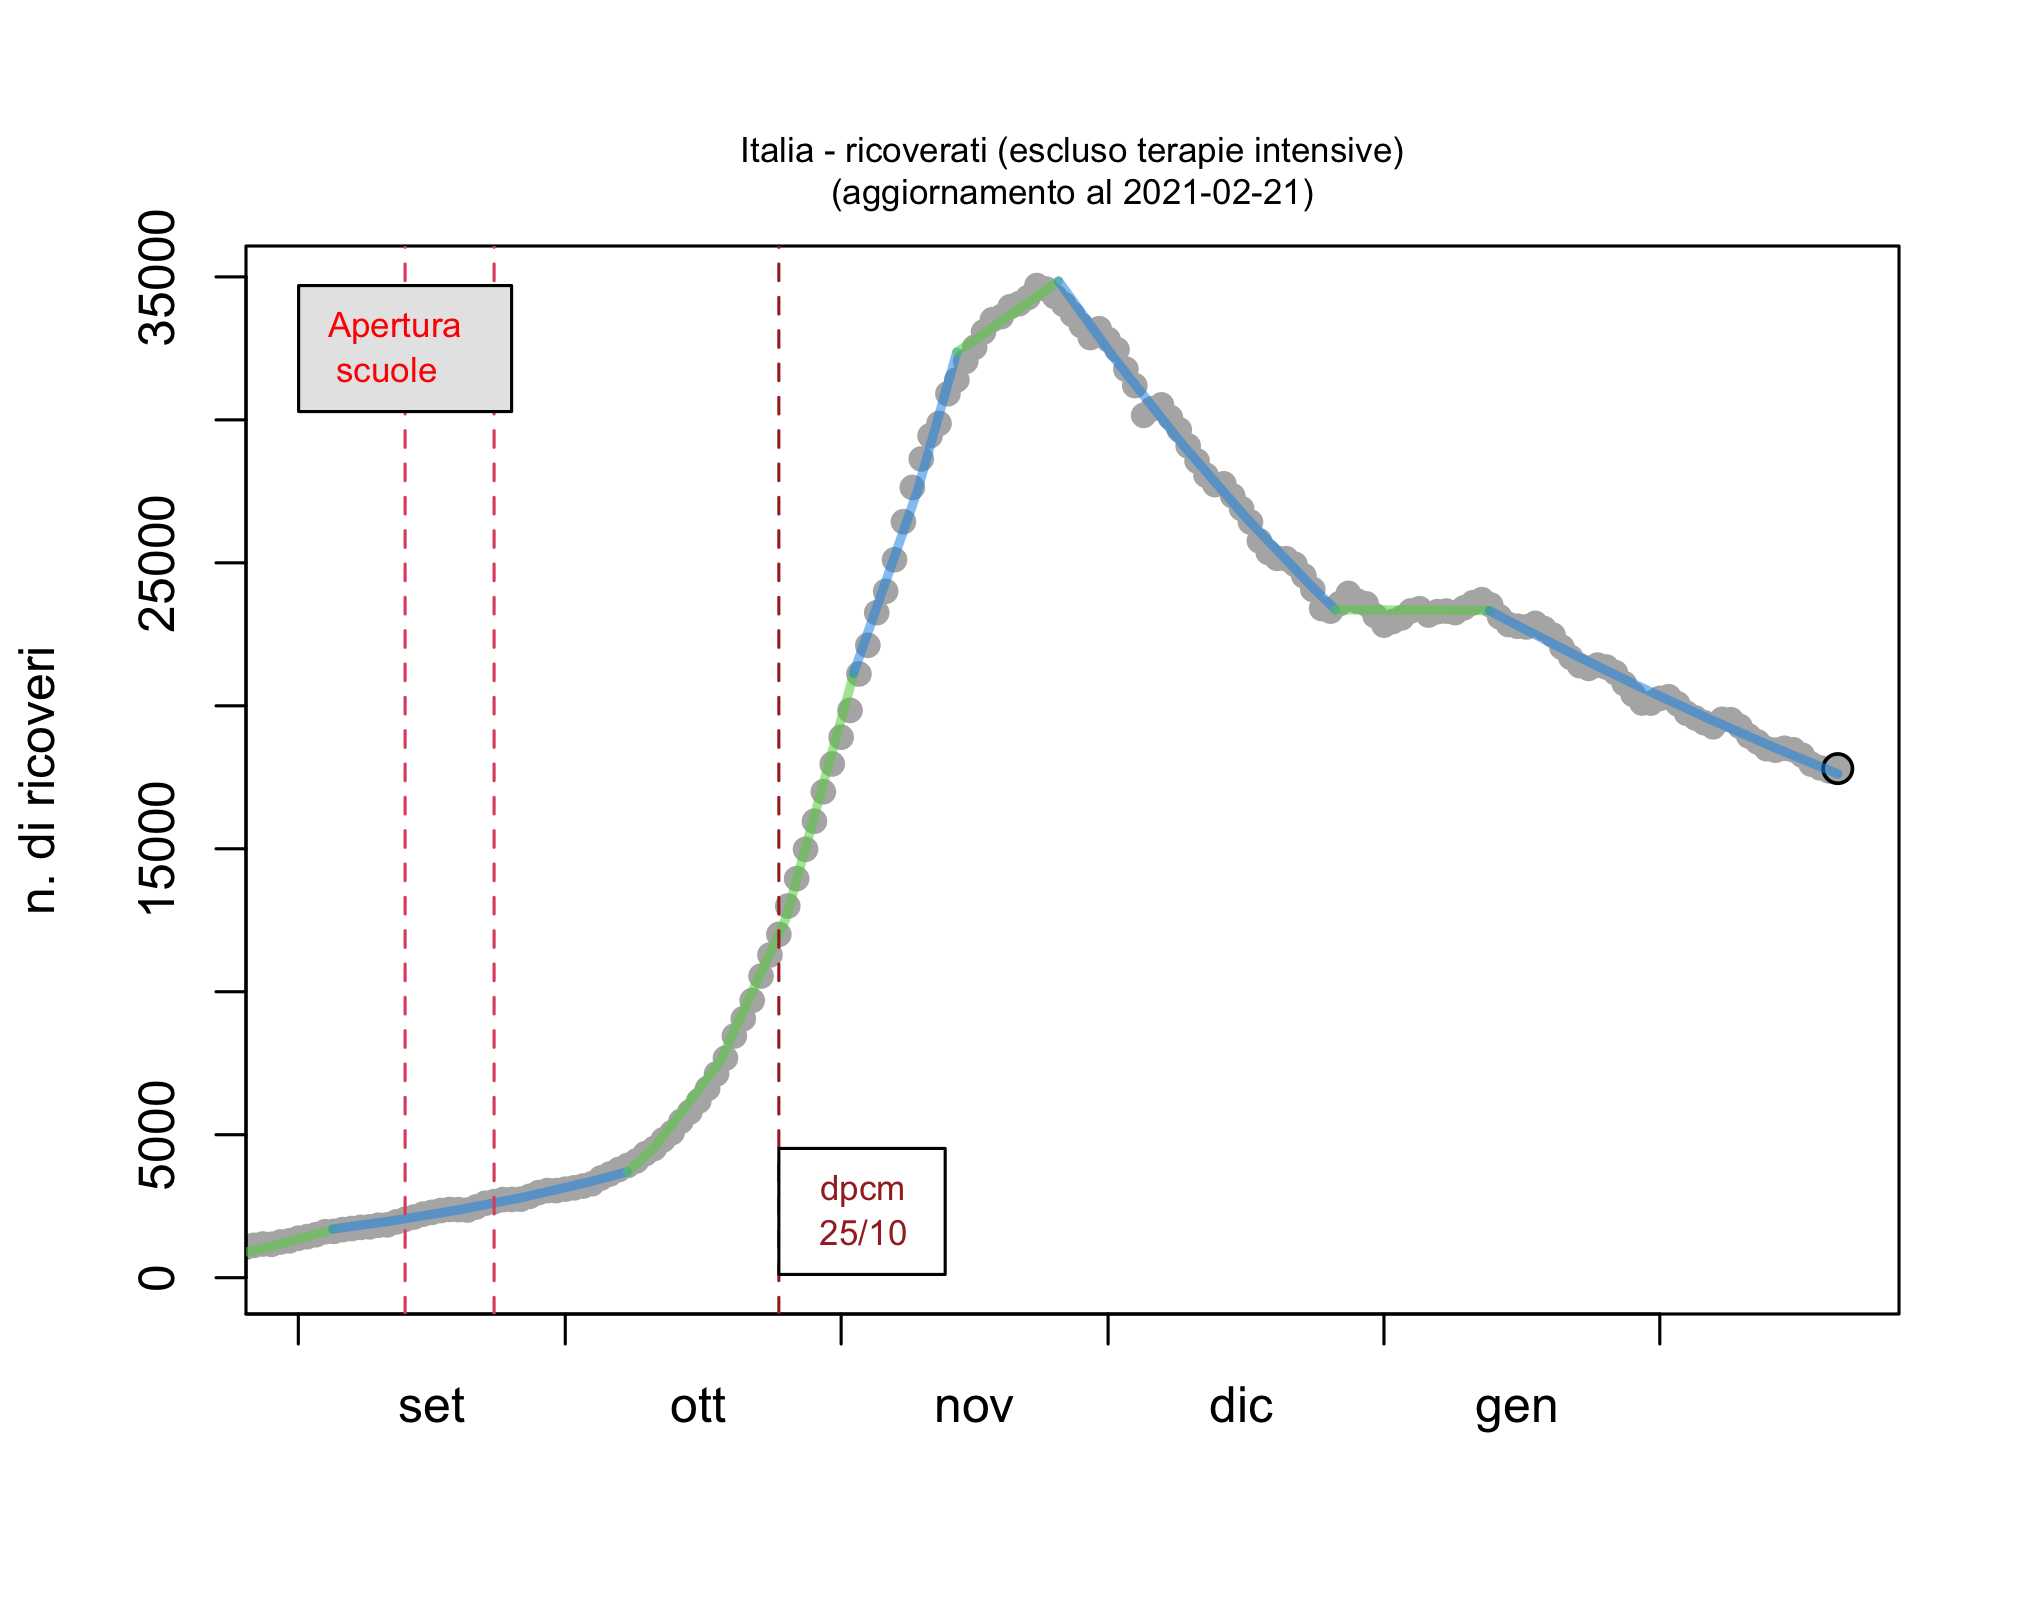 Italia - ricoverati (escluso terapie intensive)
(aggiornamento al 2021-02-21)
n. di ricoveri
35000
25000
15000
5000
0
Apertura
scuole
dpcm
25/10
set
ott
nov
dic
gen